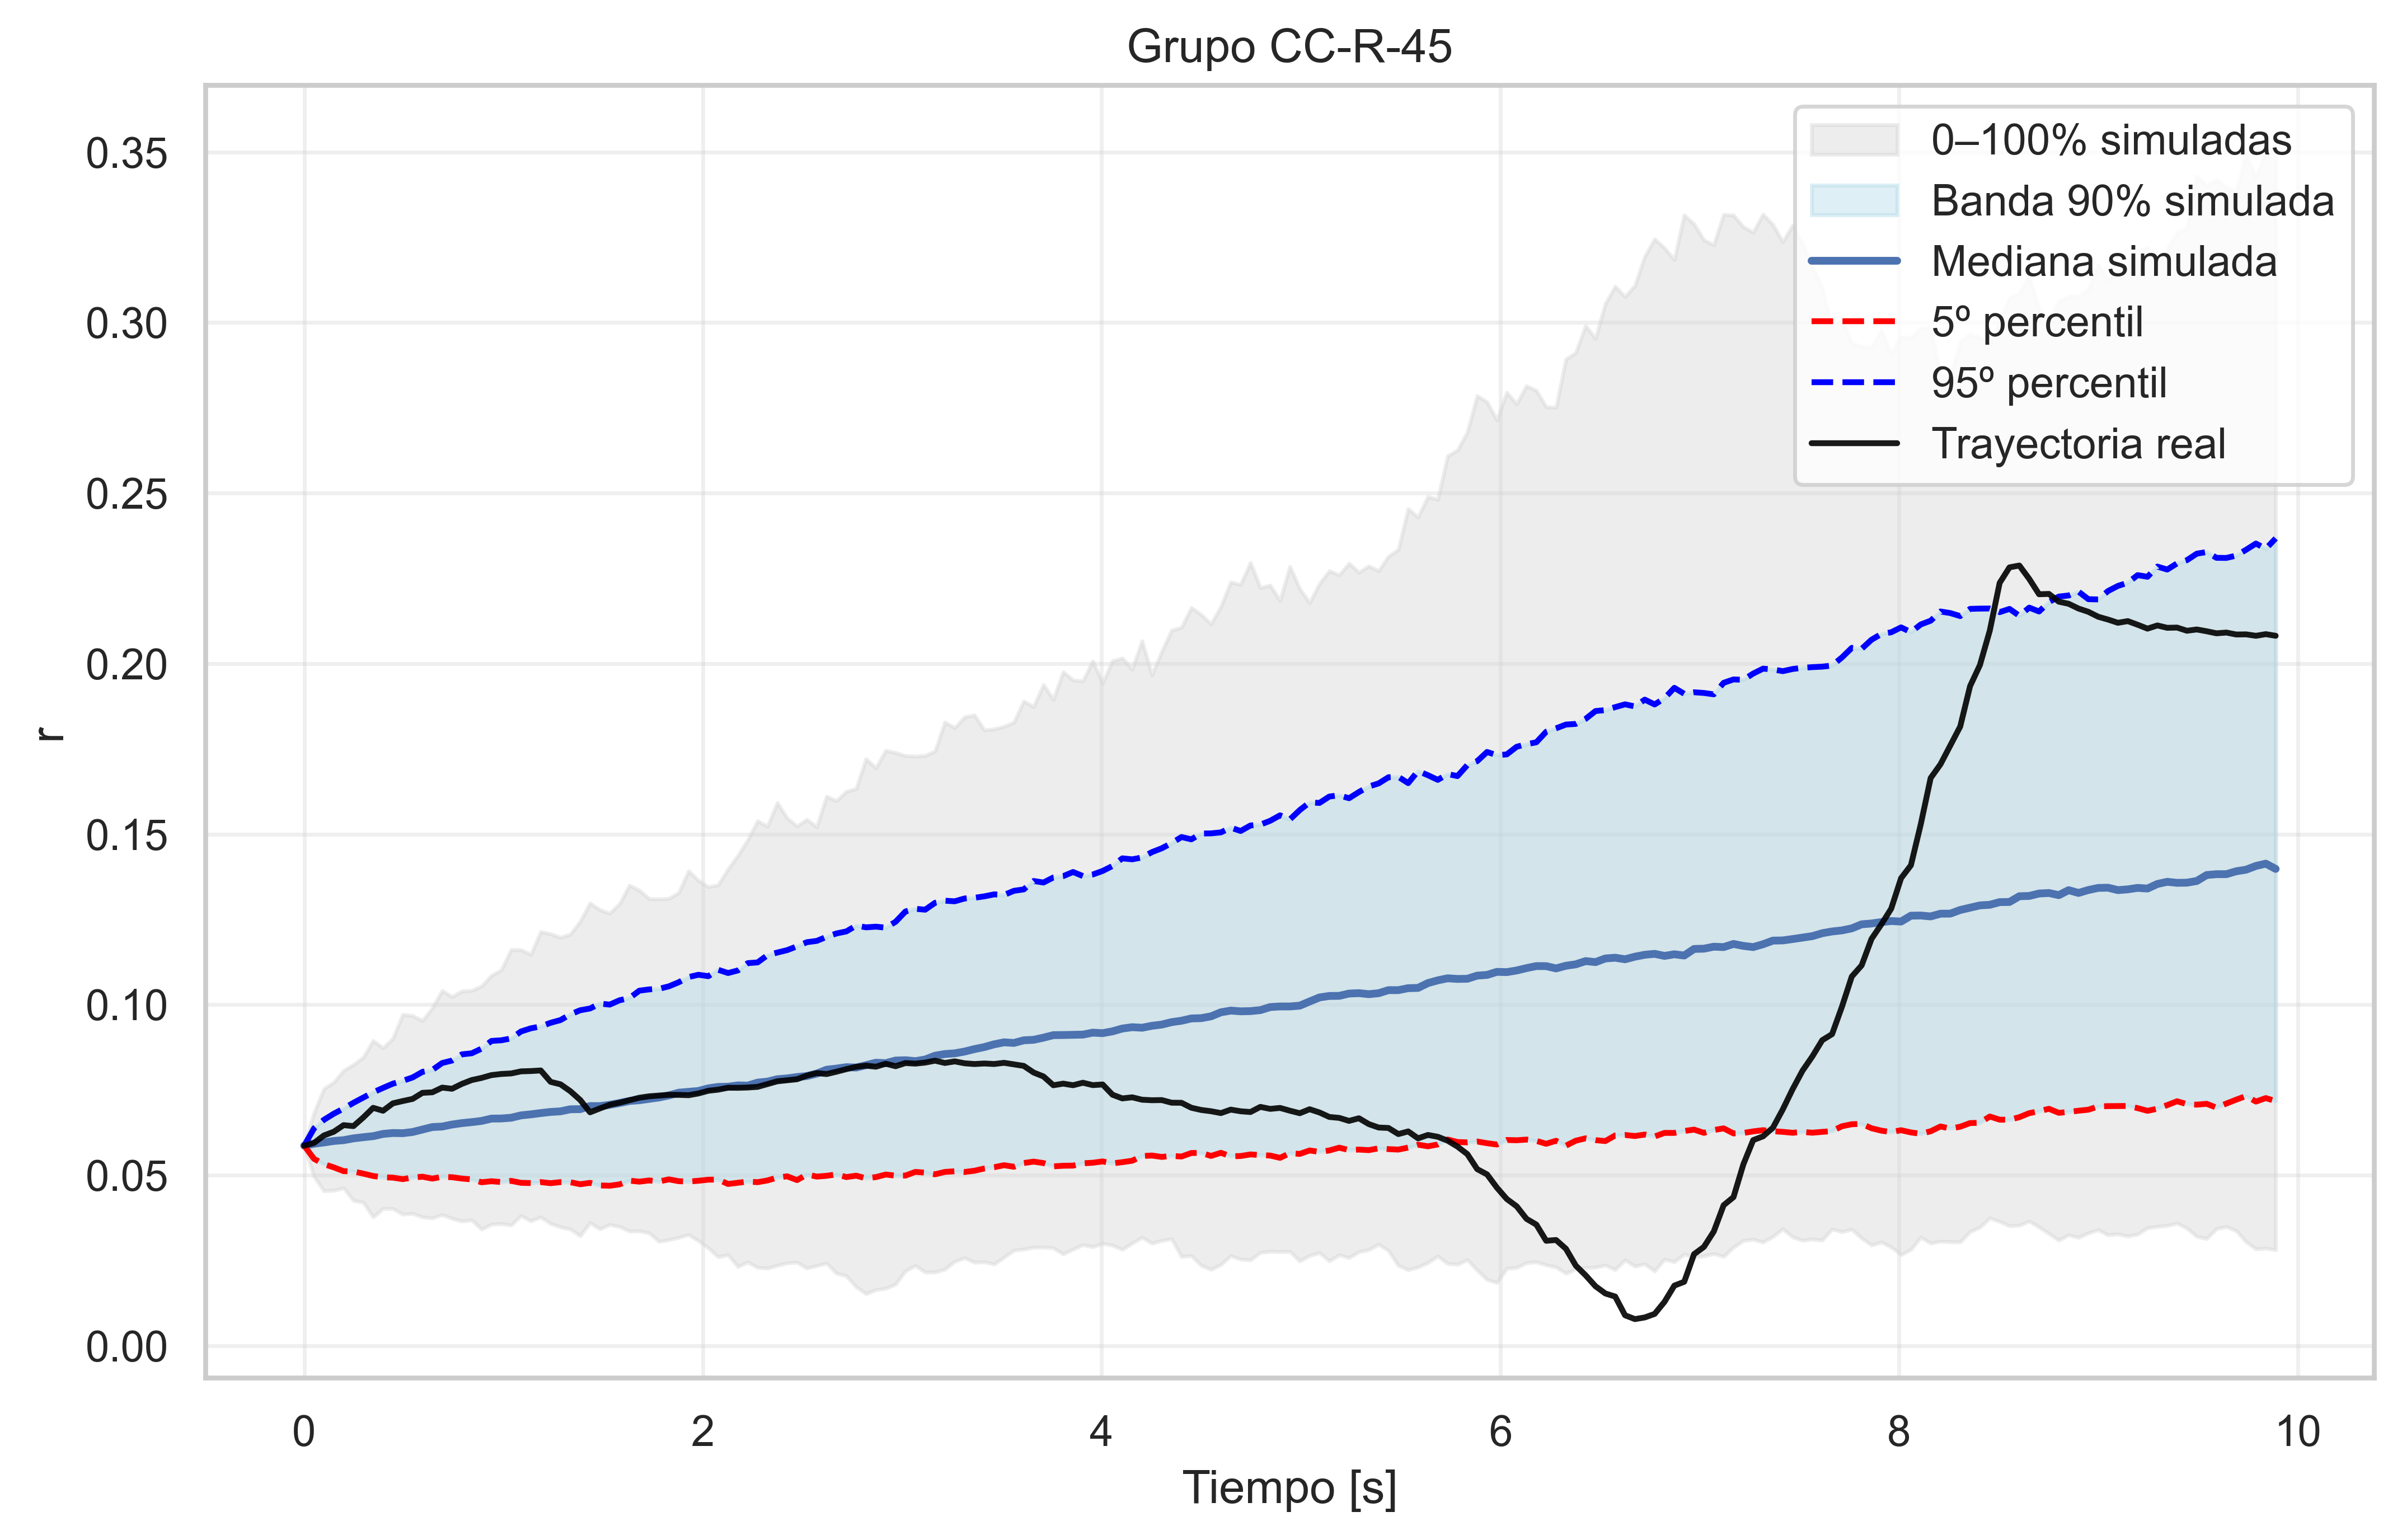 Grupo CC-R-45
0–100% simuladas
Banda 90% simulada
Mediana simulada
5º percentil
95º percentil
Trayectoria real
0.35
0.30
0.25
0.20
0.15
0.10
0.05
0.00
r
0 2 4 6 8 10
Tiempo [s]